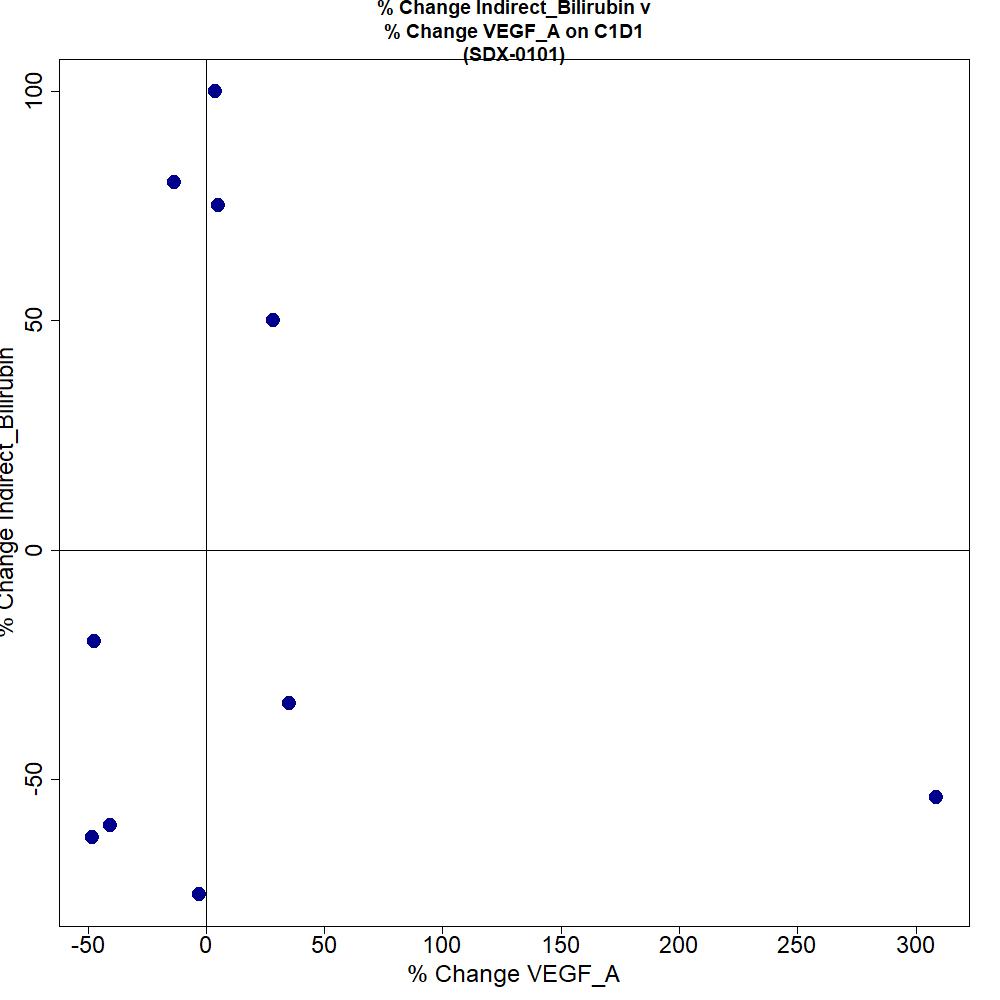 % Change Indirect_Bilirubin v
% Change VEGF_A on C1D1
(SDX-0101)
% Change Indirect_Bilirubin
100
50
0
-50
-50 0 50 100 150 200 250 300
% Change VEGF_A